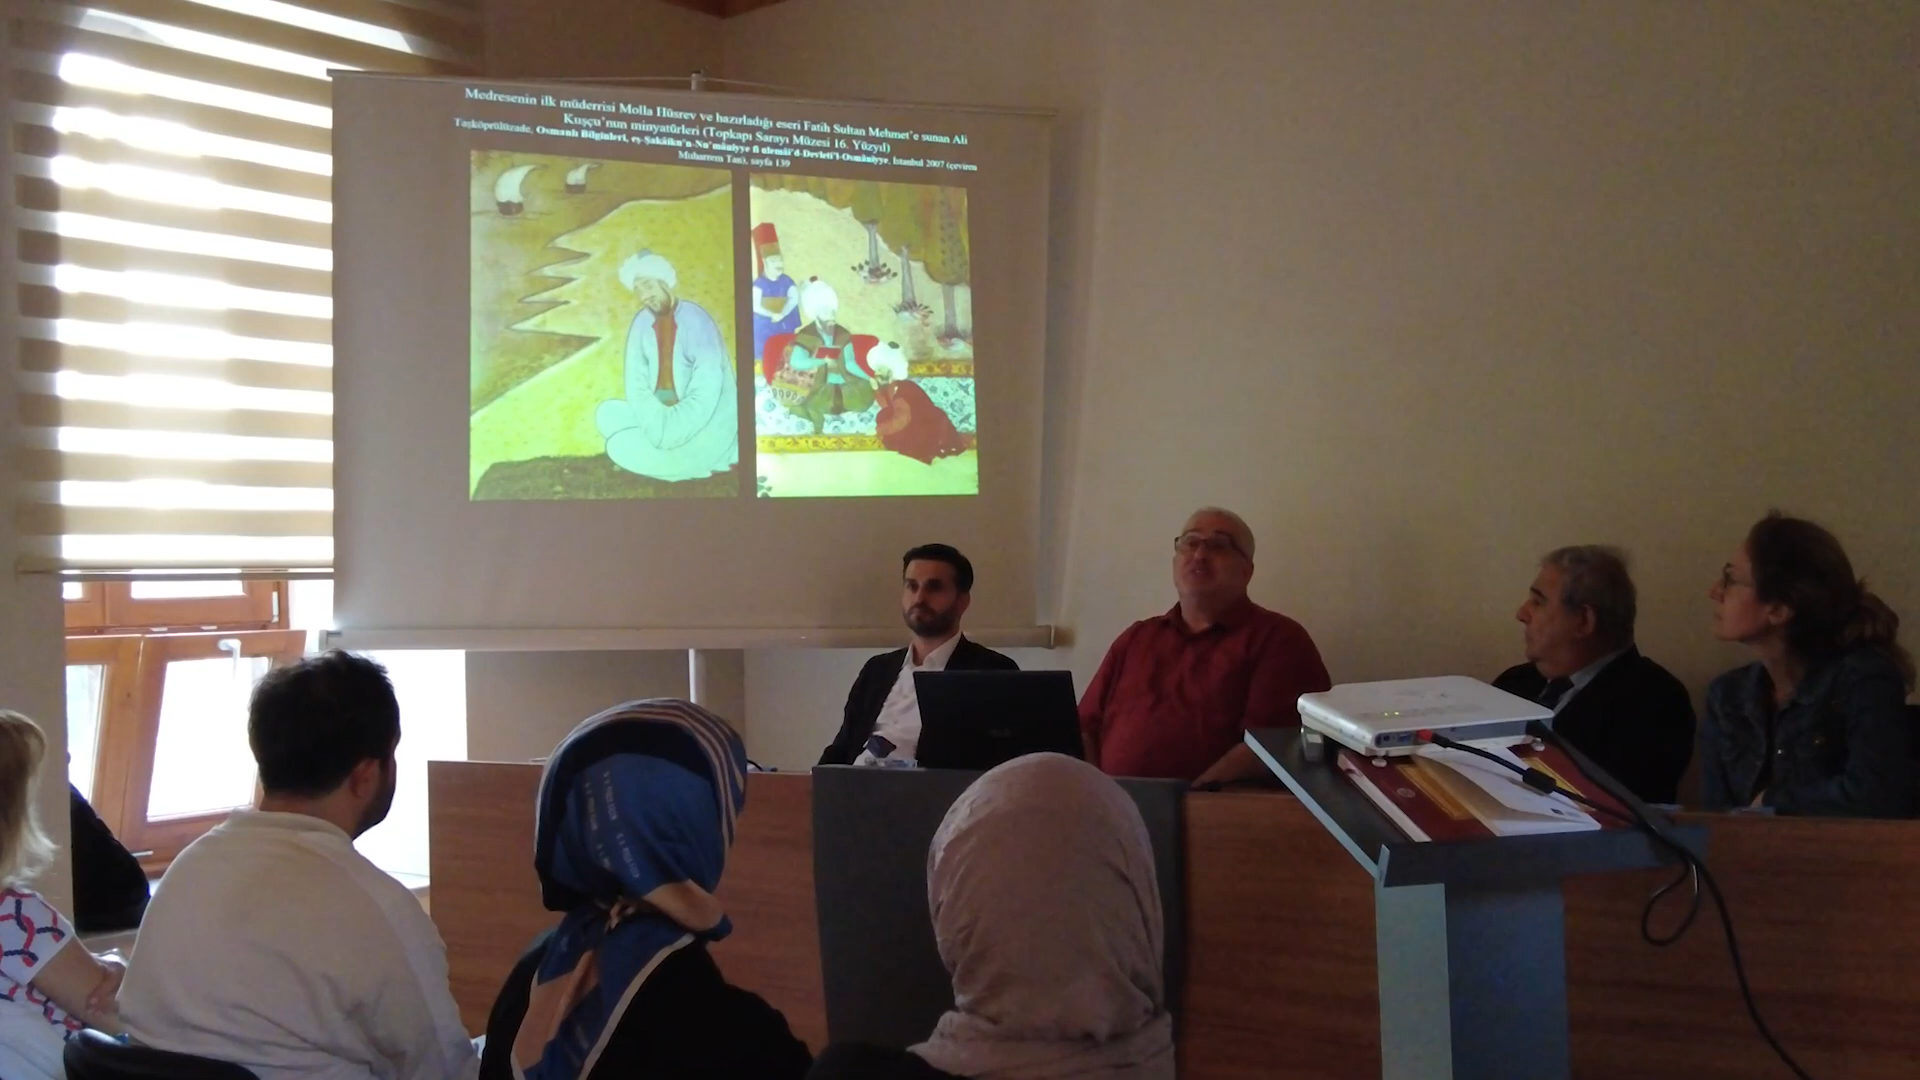 Medresenin ilk müderrisi Molla Hüsrev ve hazırladığı eseri Fatih Sultan Mehmet'e sunan Ali
Kuşçu'nun minyatürleri (Topkapı Sarayı Müzesi 16. Yüzyd)
Taşköprülüzade, Osmanlı Bilginleri, eş-Şakâiku'n-Nu'mâniyye fî ulemâi'd-Devleti'l-Osmâniyye, İstanbul 2007 (çeviren
Muharrem Tan), sayfa 139